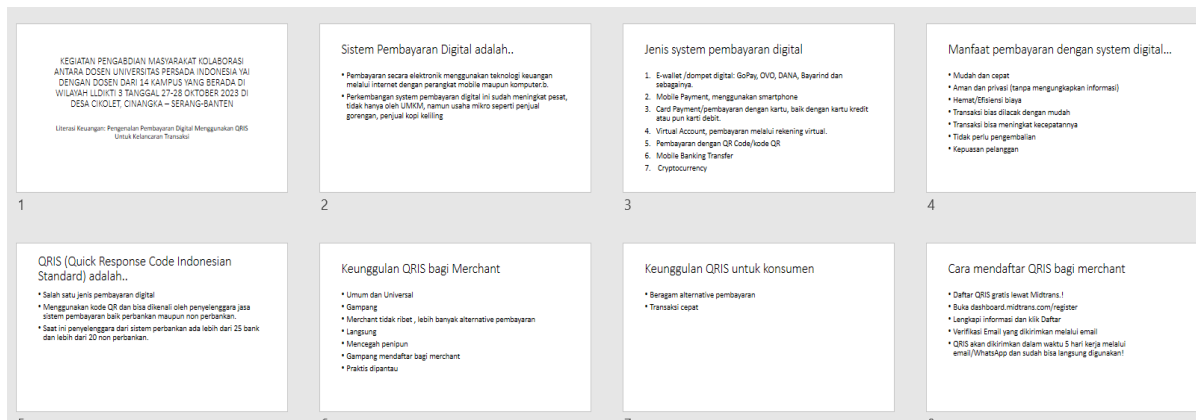 KEGIATAN PENGABDIAN MASYARAKAT KOLABORASI
ANTARA DOSEN UNIVERSITAS PERSADA INDONESIA YAI
DENGAN DOSEN DARI 14 KAMPUS YANG BERADA DI
WILAYAH LLDIKTI 3 TANGGAL 27-28 OKTOBER 2023 DI
DESA CIKOLET, CINANGKA – SERANG-BANTEN
Literasi Keuangan: Pengenalan Pembayaran Digital Menggunakan QRIS
Untuk Kelancaran Transaksi
1
Sistem Pembayaran Digital adalah..
• Pembayaran secara elektronik menggunakan teknologi keuangan
melalui internet dengan perangkat mobile maupun komputer.b.
• Perkembangan system pembayaran digital ini sudah meningkat pesat,
tidak hanya oleh UMKM, namun usaha mikro seperti penjual
gorengan, penjual kopi keliling
2
Jenis system pembayaran digital
1. E-wallet /dompet digital: GoPay, OVO, DANA, Bayarind dan
sebagainya.
2. Mobile Payment, menggunakan smartphone
3. Card Payment/pembayaran dengan kartu, baik dengan kartu kredit
atau pun karti debit.
4. Virtual Account, pembayaran melalui rekening virtual.
5. Pembayaran dengan QR Code/kode QR
6. Mobile Banking Transfer
7. Cryptocurrency
3
Manfaat pembayaran dengan system digital...
• Mudah dan cepat
• Aman dan privasi (tanpa mengungkapkan informasi)
• Hemat/Efisiensi biaya
• Transaksi bias dilacak dengan mudah
• Transaksi bisa meningkat kecepatannya
• Tidak perlu pengembalian
• Kepuasan pelanggan
4
QRIS (Quick Response Code Indonesian
Standard) adalah..
• Salah satu jenis pembayaran digital
• Menggunakan kode QR dan bisa dikenali oleh penyelenggara jasa
sistem pembayaran baik perbankan maupun non perbankan.
• Saat ini penyelenggara dari sistem perbankan ada lebih dari 25 bank
dan lebih dari 20 non perbankan.
Keunggulan QRIS bagi Merchant
• Umum dan Universal
• Gampang
• Merchant tidak ribet , lebih banyak alternative pembayaran
• Langsung
• Mencegah penipun
• Gampang mendaftar bagi merchant
• Praktis dipantau
Keunggulan QRIS untuk konsumen
• Beragam alternative pembayaran
• Transaksi cepat
Cara mendaftar QRIS bagi merchant
• Daftar QRIS gratis lewat Midtrans.!
• Buka dashboard.midtrans.com/register
• Lengkapi informasi dan klik Daftar
• Verifikasi Email yang dikirimkan melalui email
• QRIS akan dikirimkan dalam waktu 5 hari kerja melalui
email/WhatsApp dan sudah bisa langsung digunakan!